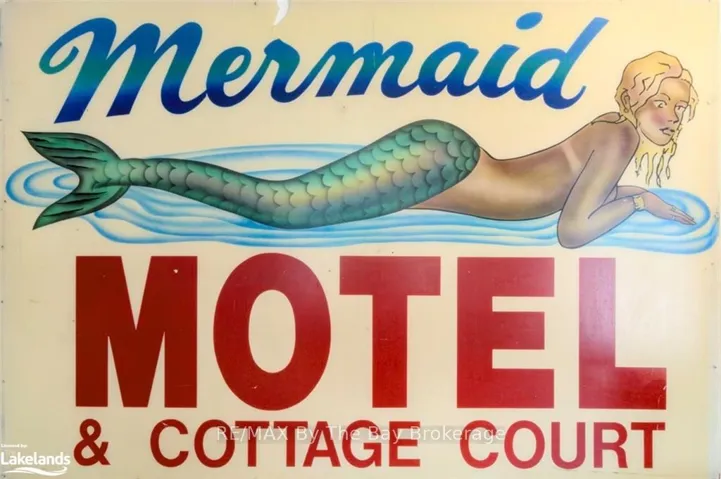 Mermaid
MOTEL
& COTTAGE COURT
RE/MAX By The Bay Brokerage
Lakelands